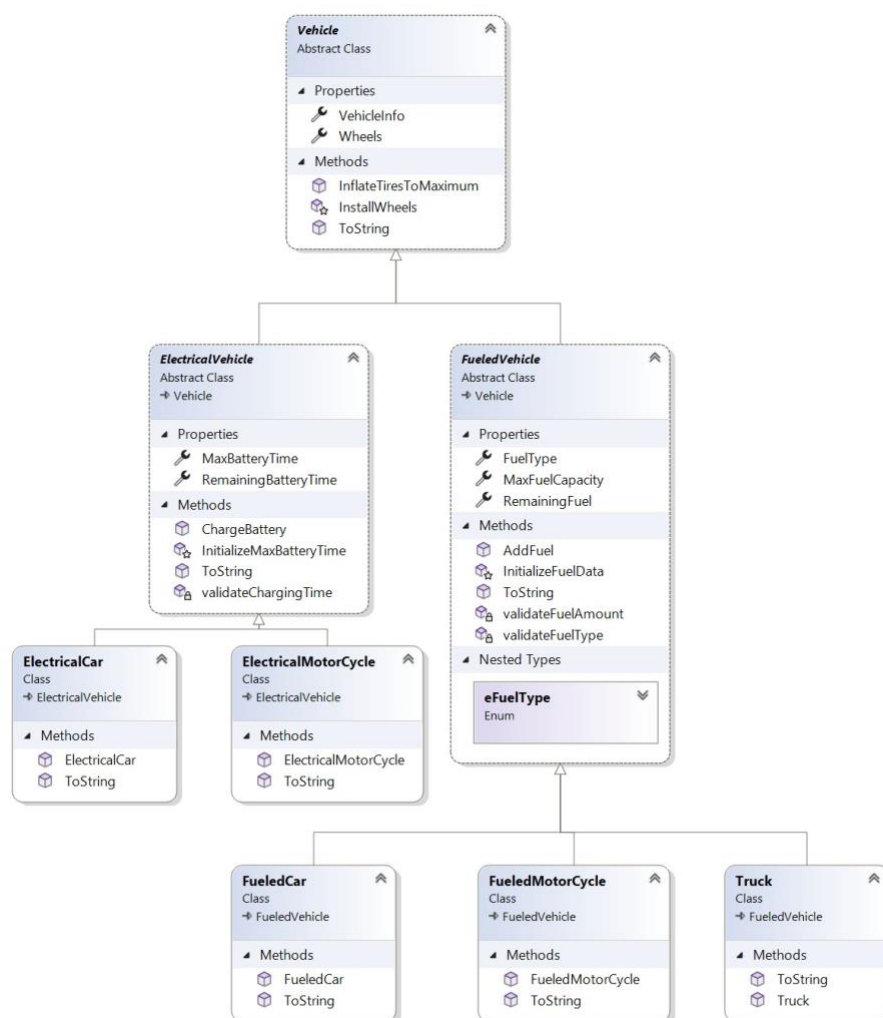 Vehicle
Abstract Class
Properties
VehicleInfo
Wheels
Methods
InflateTiresToMaximum
InstallWheels
ToString
ElectricalVehicle
Abstract Class
Vehicle
Properties
MaxBatteryTime
RemainingBatteryTime
Methods
ChargeBattery
InitializeMaxBatteryTime
ToString
validateChargingTime
FueledVehicle
Abstract Class
Vehicle
Properties
FuelType
MaxFuelCapacity
RemainingFuel
Methods
AddFuel
InitializeFuelData
ToString
validateFuelAmount
validateFuelType
Nested Types
eFuelType
Enum
ElectricalCar
Class
ElectricalVehicle
Methods
ElectricalCar
ToString
ElectricalMotorCycle
Class
ElectricalVehicle
Methods
ElectricalMotorCycle
ToString
FueledCar
Class
FueledVehicle
Methods
FueledCar
ToString
FueledMotorCycle
Class
FueledVehicle
Methods
FueledMotorCycle
ToString
Truck
Class
FueledVehicle
Methods
ToString
Truck